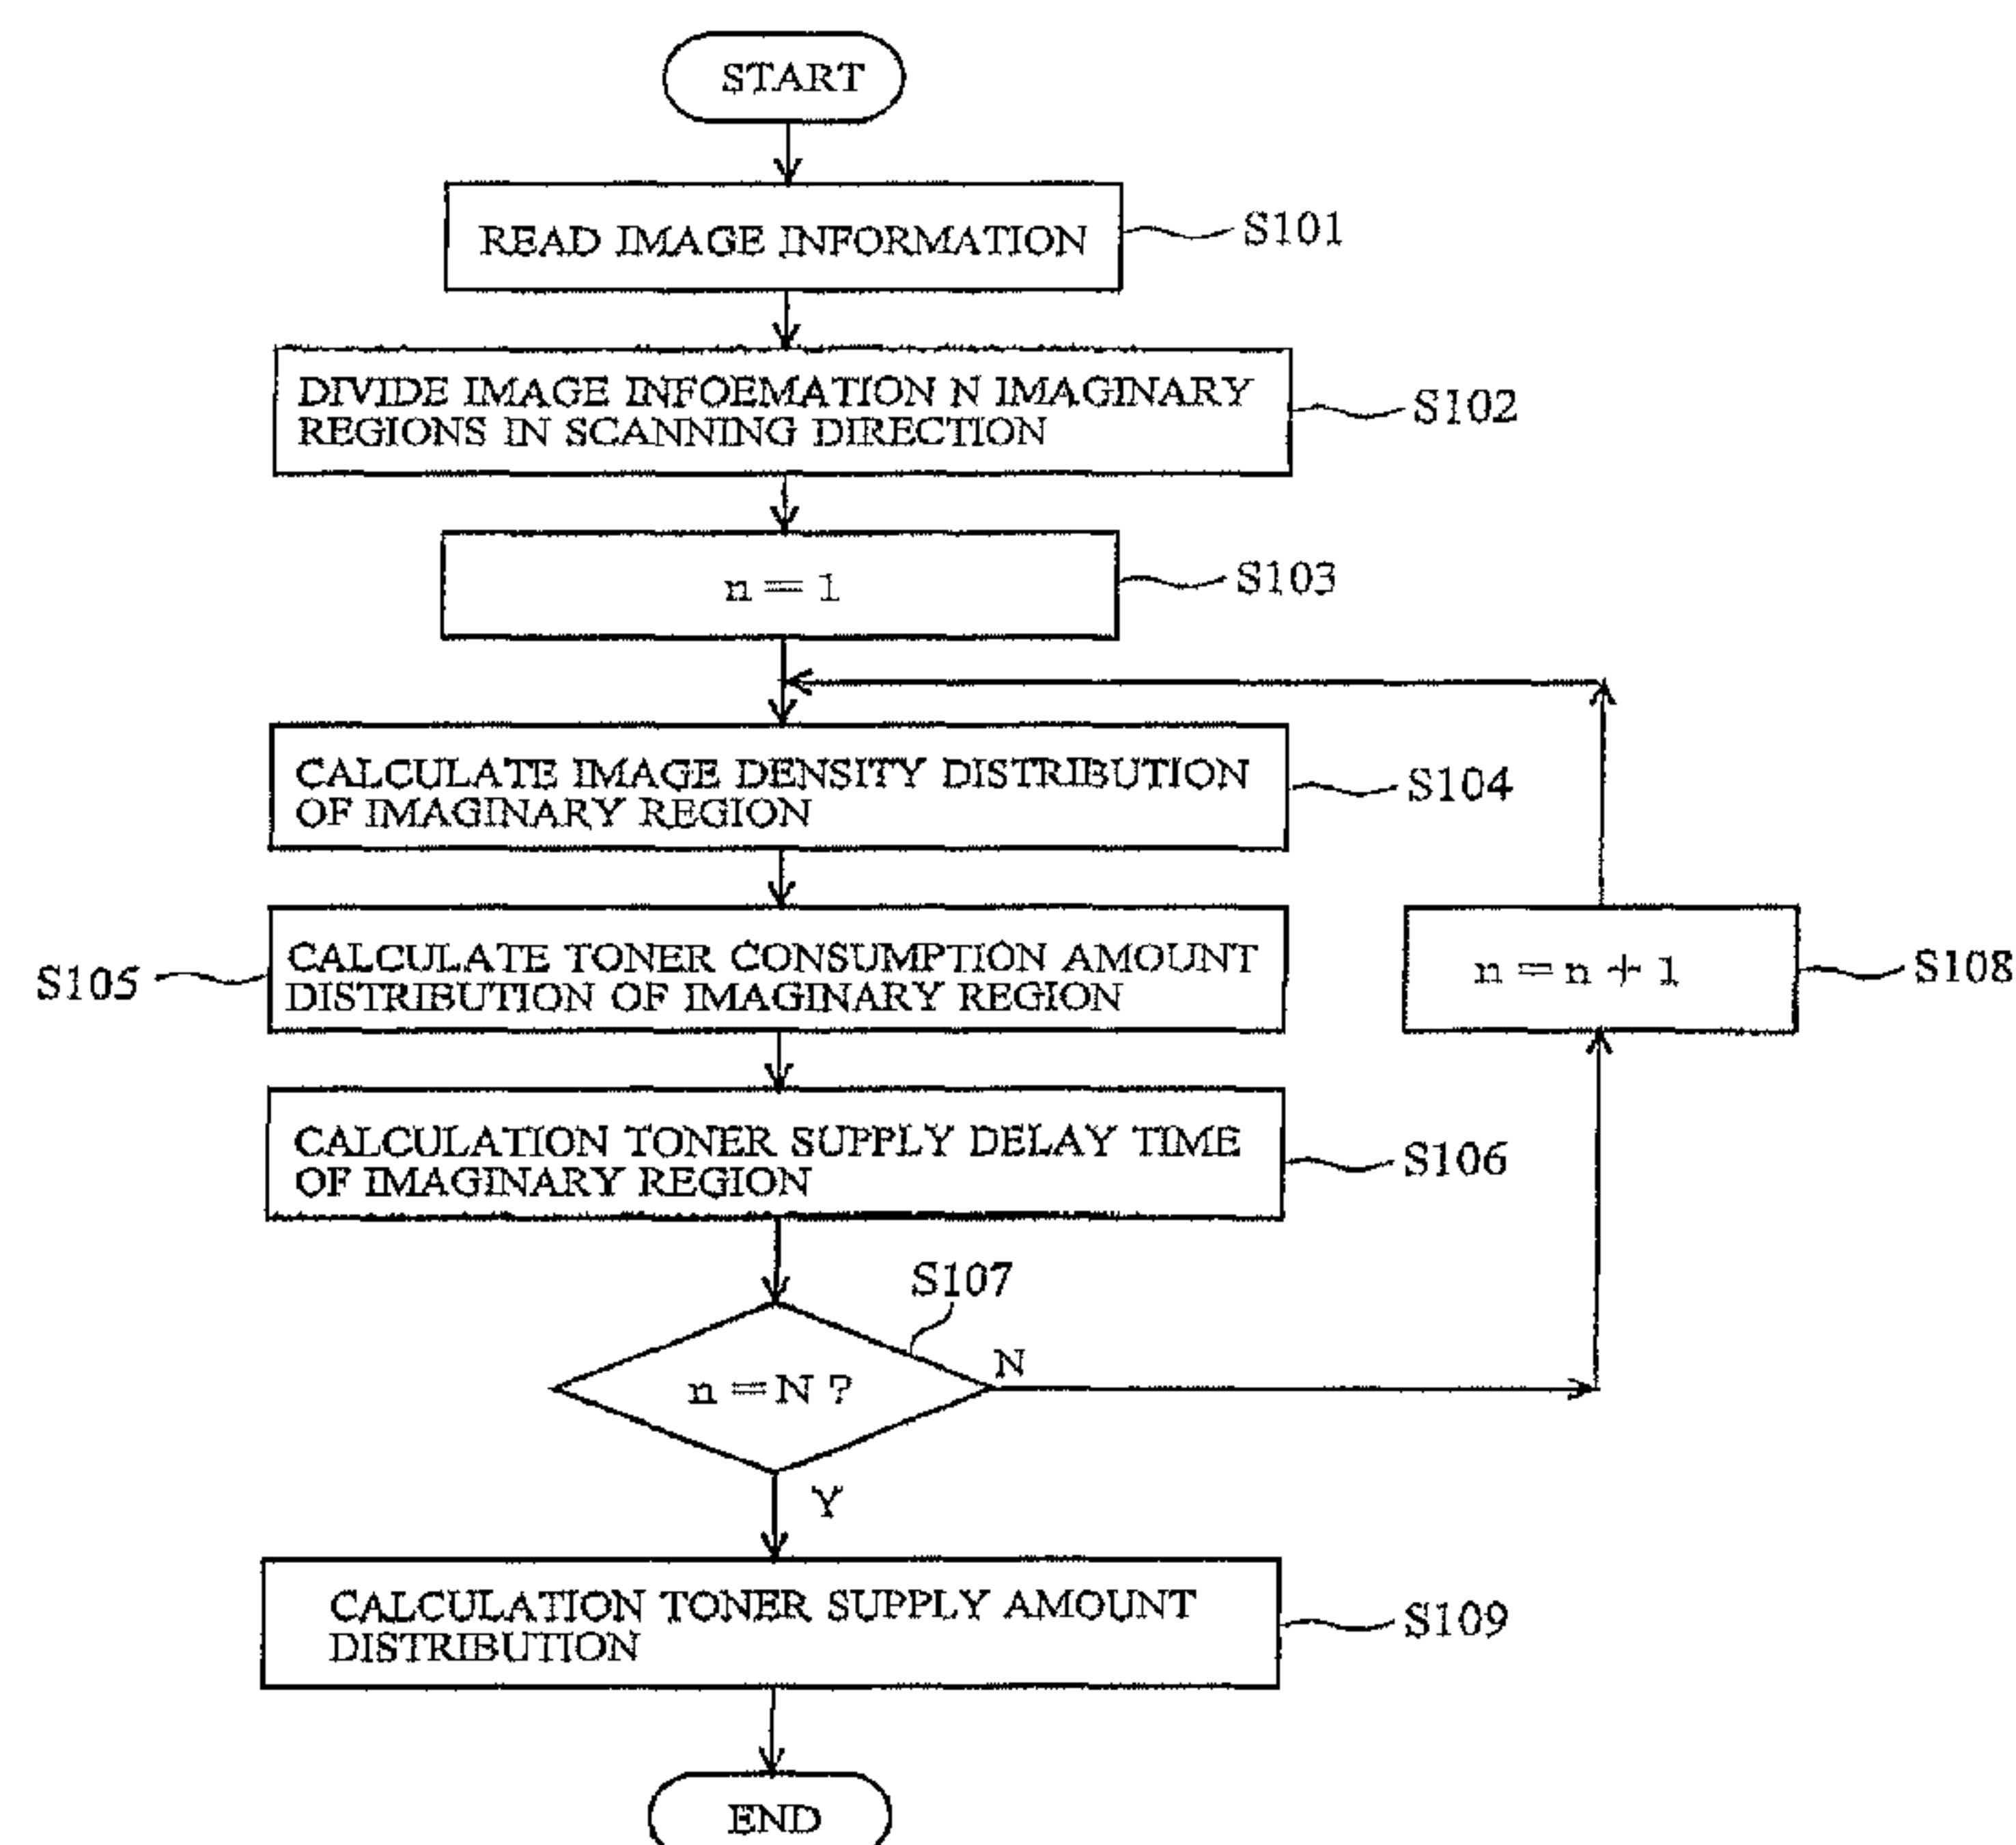 START
READ IMAGE INFORMATION
S101
DIVIDE IMAGE INFOEMATION N IMAGINARY
REGIONS IN SCANNING DIRECTION
S102
n = 1
S103
CALCULATE IMAGE DENSITY DISTRIBUTION
OF IMAGINARY REGION
S104
CALCULATE TONER CONSUMPTION AMOUNT
DISTRIBUTION OF IMAGINARY REGION
S105
n = n + 1
S108
CALCULATION TONER SUPPLY DELAY TIME
OF IMAGINARY REGION
S106
S107
n = N ?
N
Y
CALCULATION TONER SUPPLY AMOUNT
DISTRIBUTION
S109
END